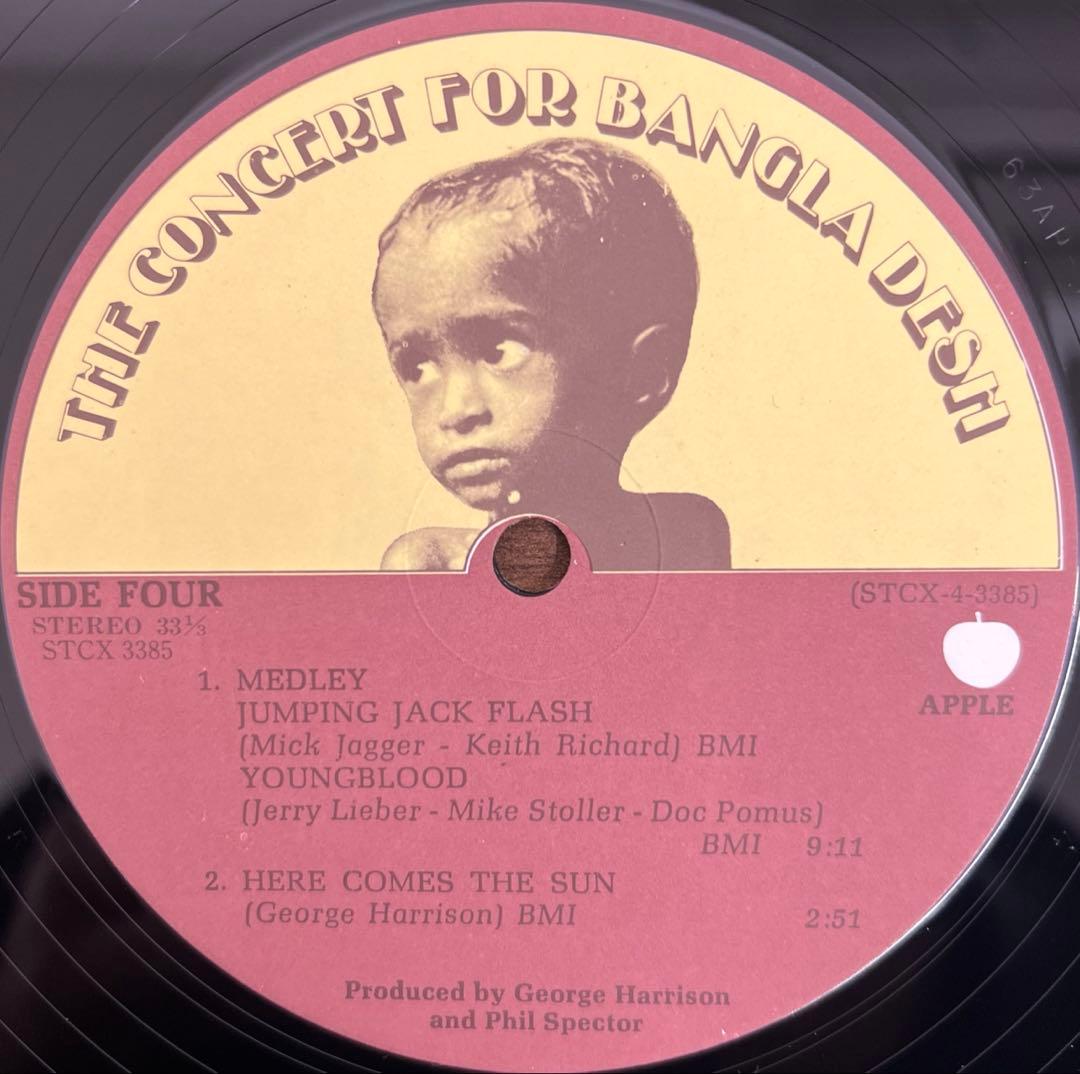 THE CONCERT FOR BANGLA DESH
63AP
SIDE FOUR
(STCX-4-3385)
STEREO 33⅓
STCX 3385
APPLE
1. MEDLEY
JUMPING JACK FLASH
(Mick Jagger - Keith Richard) BMI
YOUNGBLOOD
(Jerry Lieber - Mike Stoller - Doc Pomus)
BMI 9:11
2. HERE COMES THE SUN
(George Harrison) BMI 2:51
Produced by George Harrison
and Phil Spector